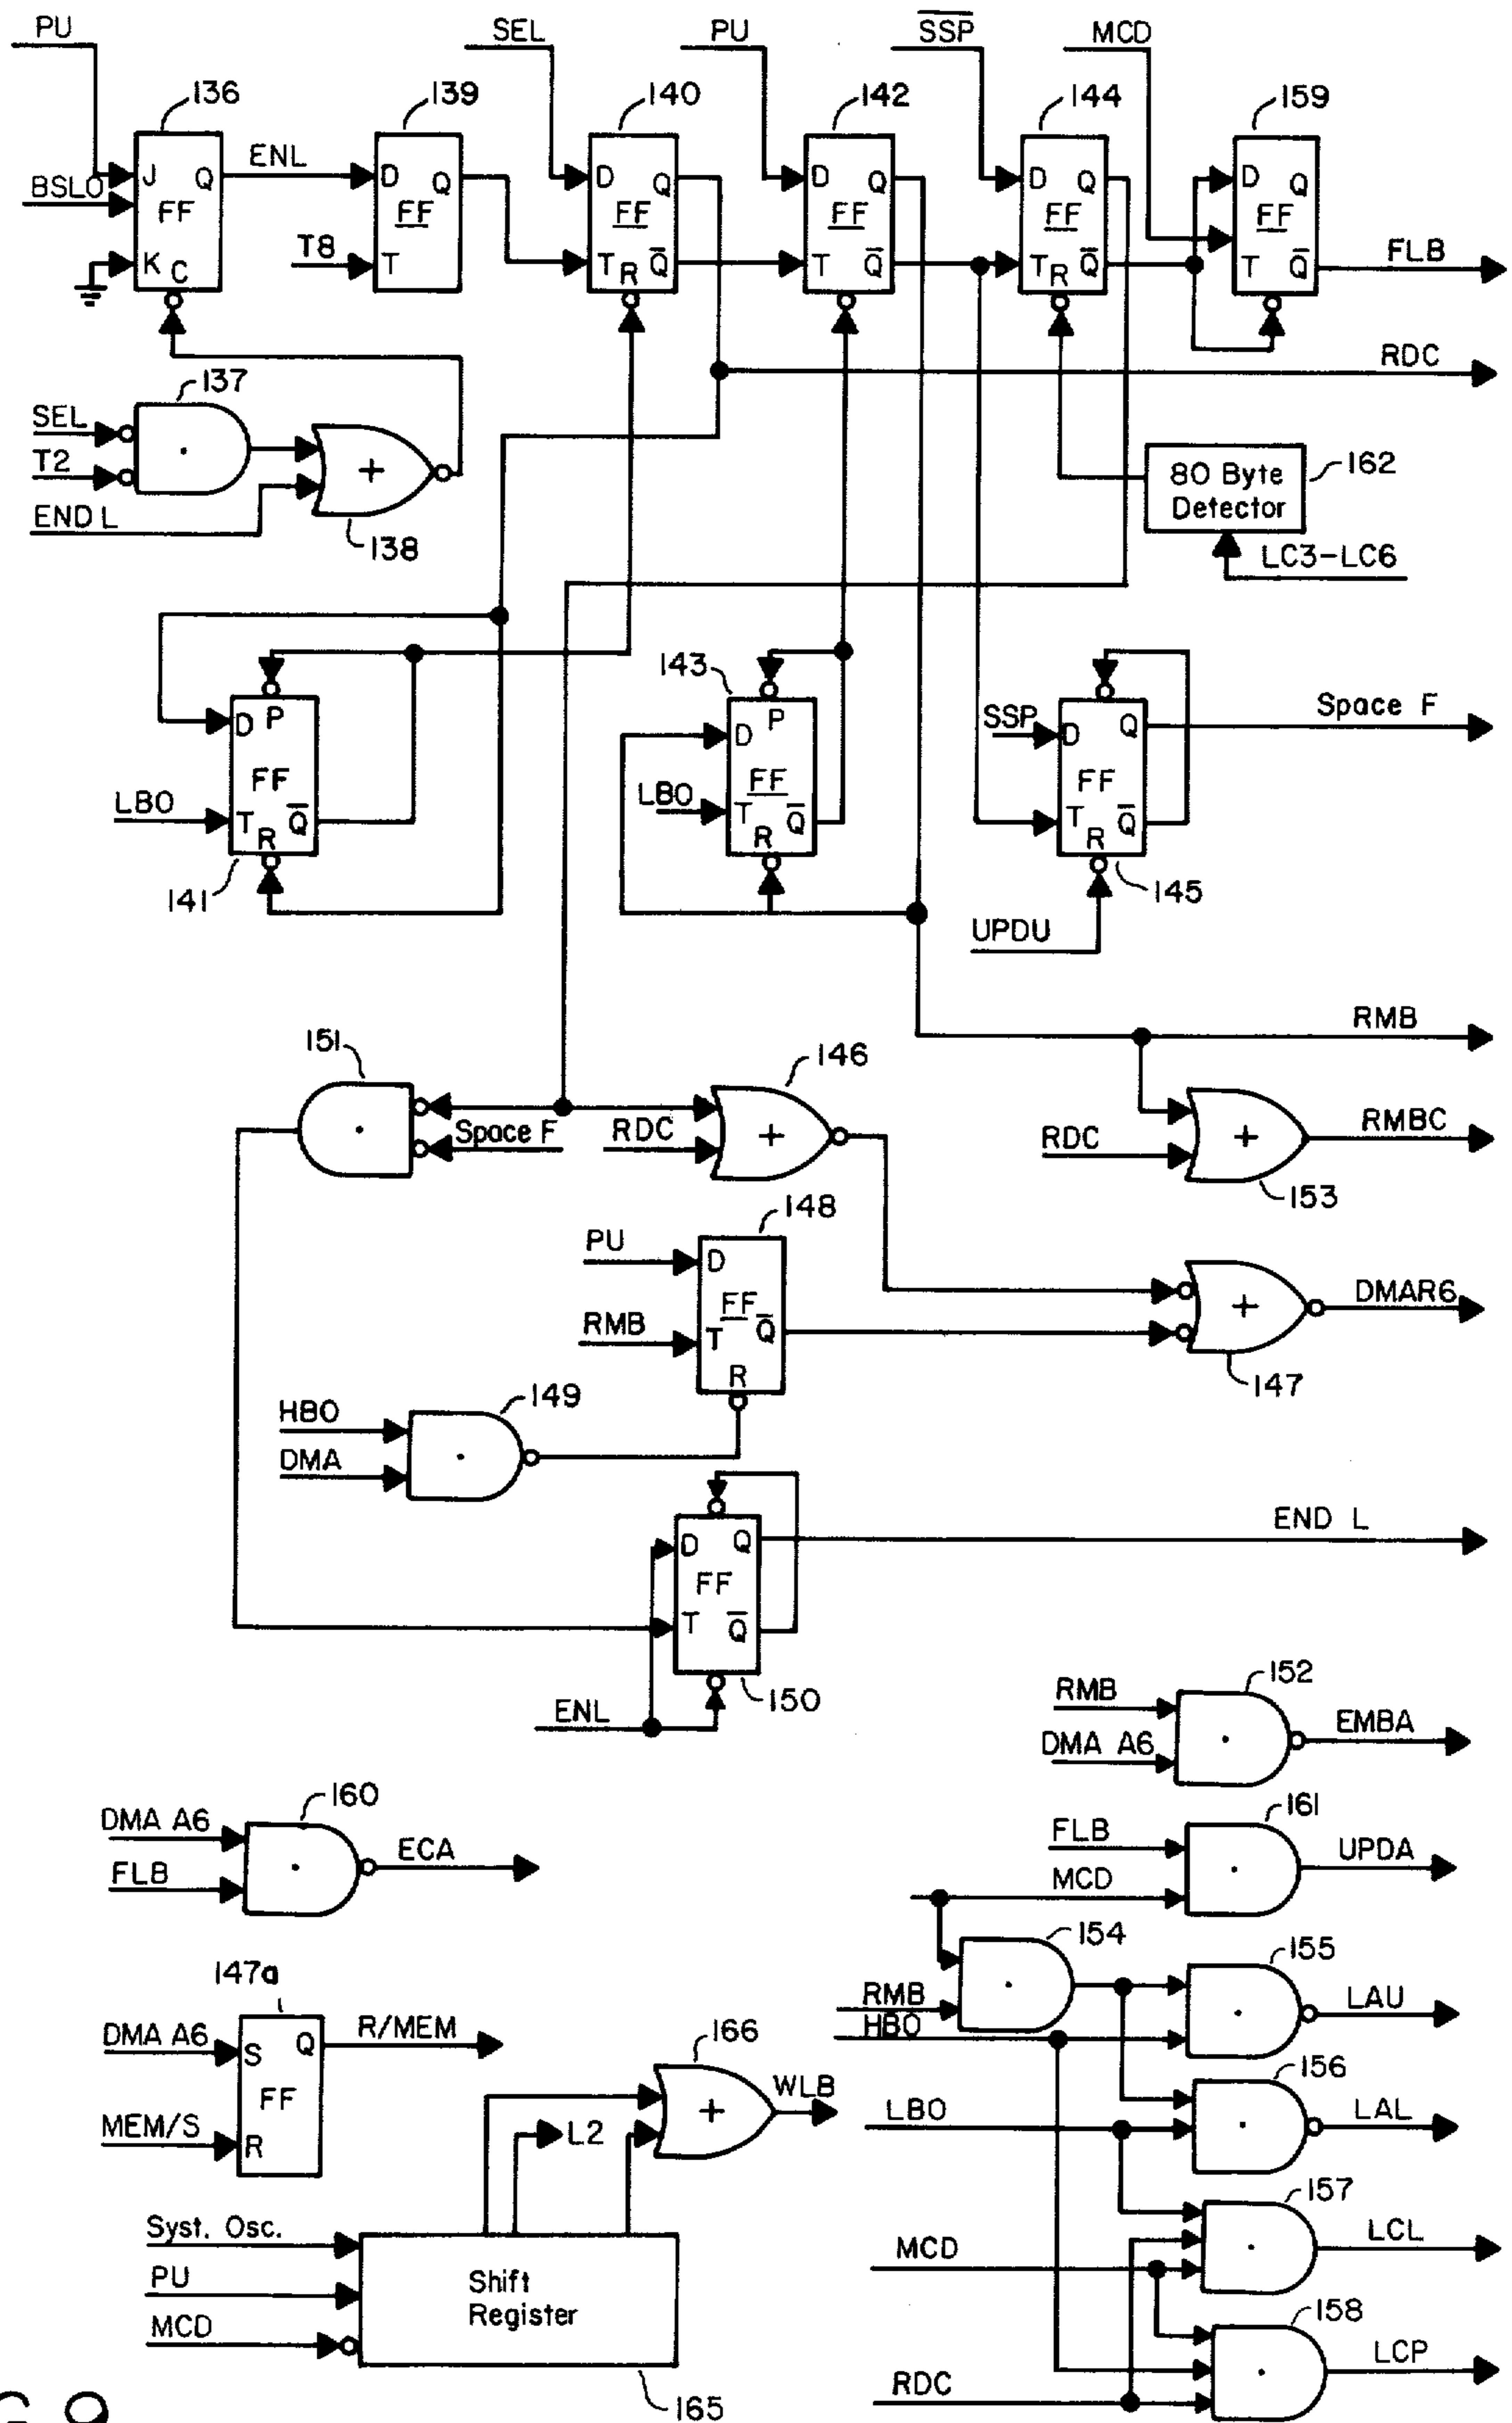 PU
SEL
PU
SSP
MCD
136
139
140
142
144
159
J Q
FF
K C
BSLO
ENL
D Q
FF
T
T8
D Q
FF
T R Q
D Q
FF
T Q
D Q
FF
T R Q
D Q
FF
T Q
FLB
RDC
137
SEL
T2
END L
+
138
80 Byte
Detector
162
LC3-LC6
D P
FF
T R Q
LBO
141
143
D P
FF
T R Q
LBO
SSP
D Q
FF
T Q
R
145
UPDU
Space F
RMB
151
Space F
146
RDC
+
RDC
+
RMBC
153
148
PU
RMB
D
FF
T Q
R
+
DMAR6
147
HBO
DMA
149
D Q
FF
T Q
150
ENL
END L
152
RMB
DMA A6
EMBA
160
DMA A6
FLB
ECA
161
FLB
MCD
UPDA
154
RMB
HBO
155
LAU
147a
DMA A6
MEM/S
S Q
FF
R
R/MEM
166
+
WLB
L2
156
LBO
LAL
157
MCD
LCL
158
RDC
LCP
Syst. Osc.
PU
MCD
Shift
Register
165
G 9